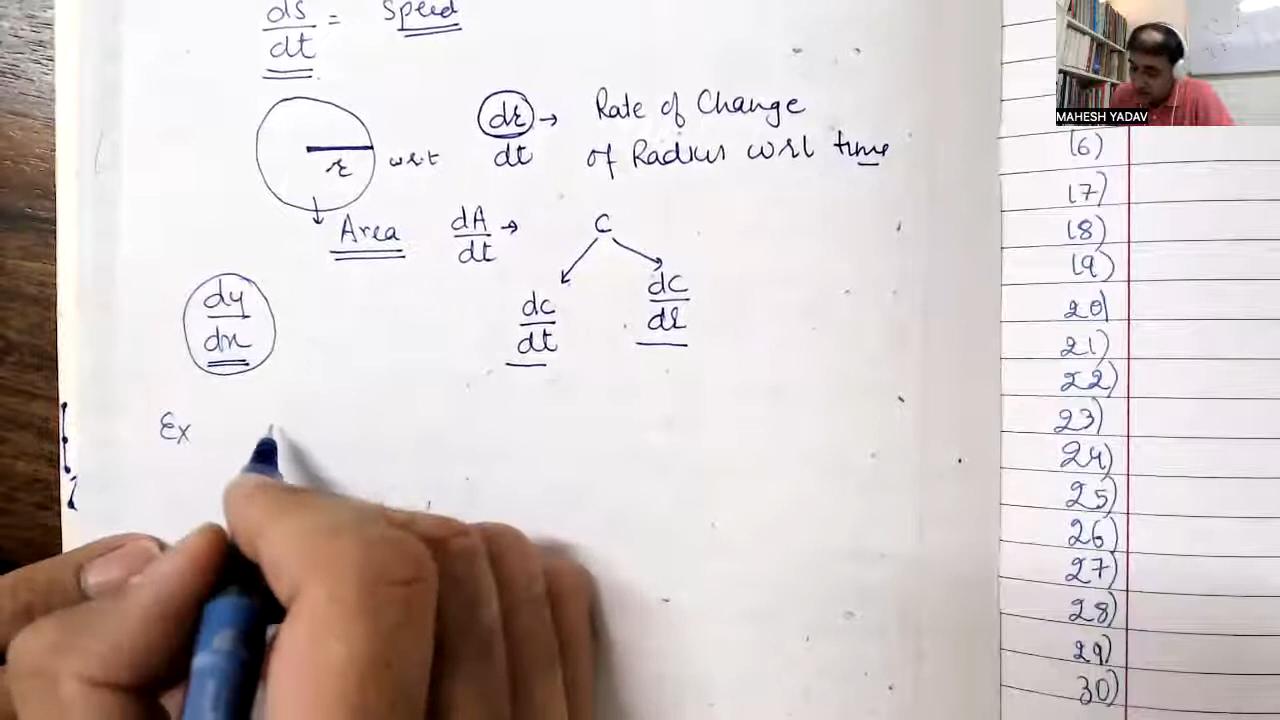 ds/dt = Speed
r wrt
dr/dt → Rate of Change
of Radius wrt time
Area dA/dt →
C
dc/dt dc/dr
dy/dx
Ex
MAHESH YADAV
16)
17)
18)
19)
20)
21)
22)
23)
24)
25)
26)
27)
28)
29)
30)